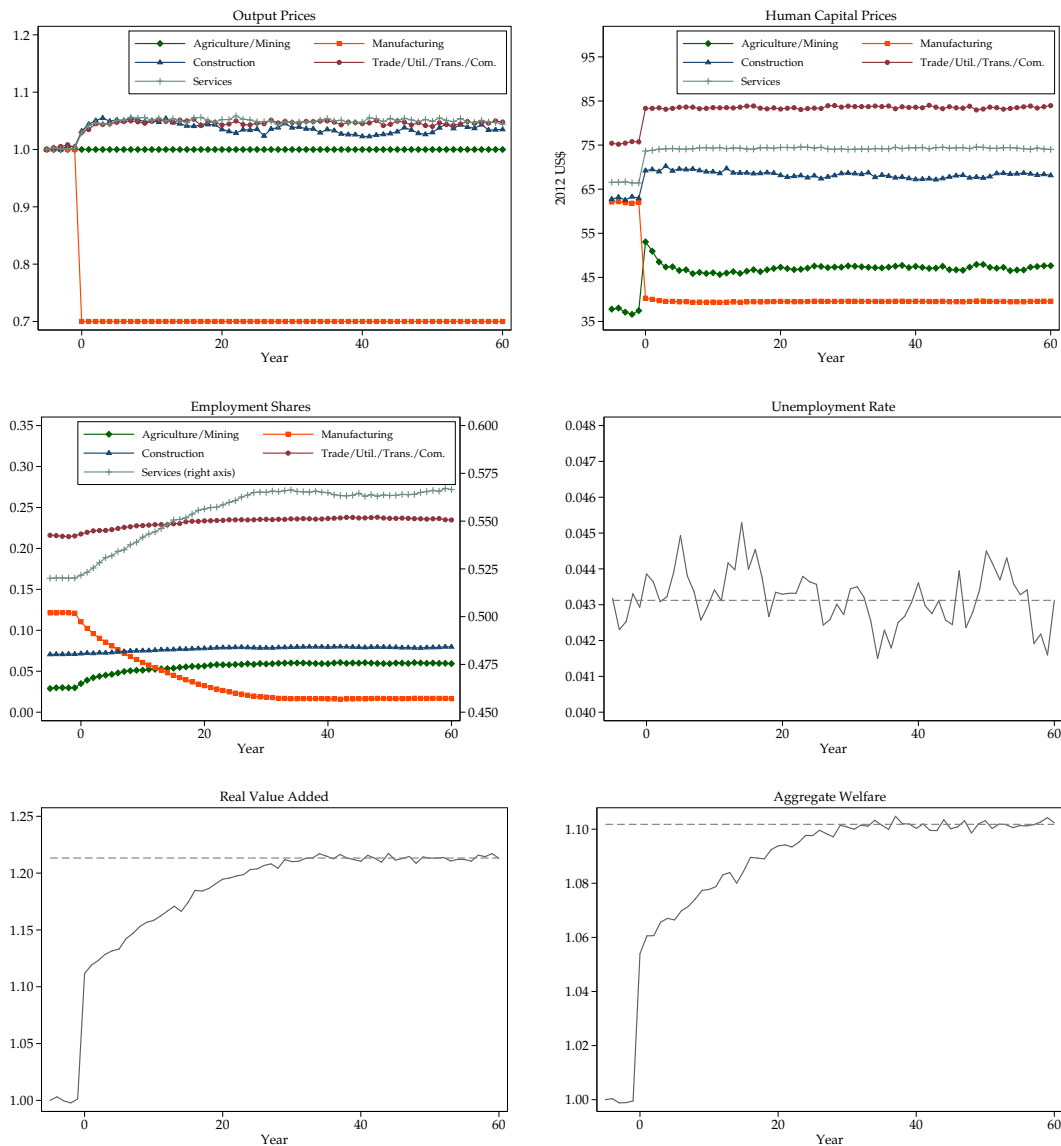 Output Prices
Agriculture/Mining Manufacturing
Construction Trade/Util./Trans./Com.
Services
1.2
1.1
1.0
0.9
0.8
0.7
0 20 40 60
Year
Human Capital Prices
Agriculture/Mining Manufacturing
Construction Trade/Util./Trans./Com.
Services
2012 US$
95
85
75
65
55
45
35
0 20 40 60
Year
Employment Shares
Agriculture/Mining Manufacturing
Construction Trade/Util./Trans./Com.
Services (right axis)
0.35
0.30
0.25
0.20
0.15
0.10
0.05
0.00
0.600
0.575
0.550
0.525
0.500
0.475
0.450
0 20 40 60
Year
Unemployment Rate
0.048
0.046
0.045
0.044
0.043
0.042
0.040
0 20 40 60
Year
Real Value Added
1.25
1.20
1.15
1.10
1.00
0 20 40 60
Year
Aggregate Welfare
1.10
1.08
1.06
1.04
1.02
1.00
0 20 40 60
Year